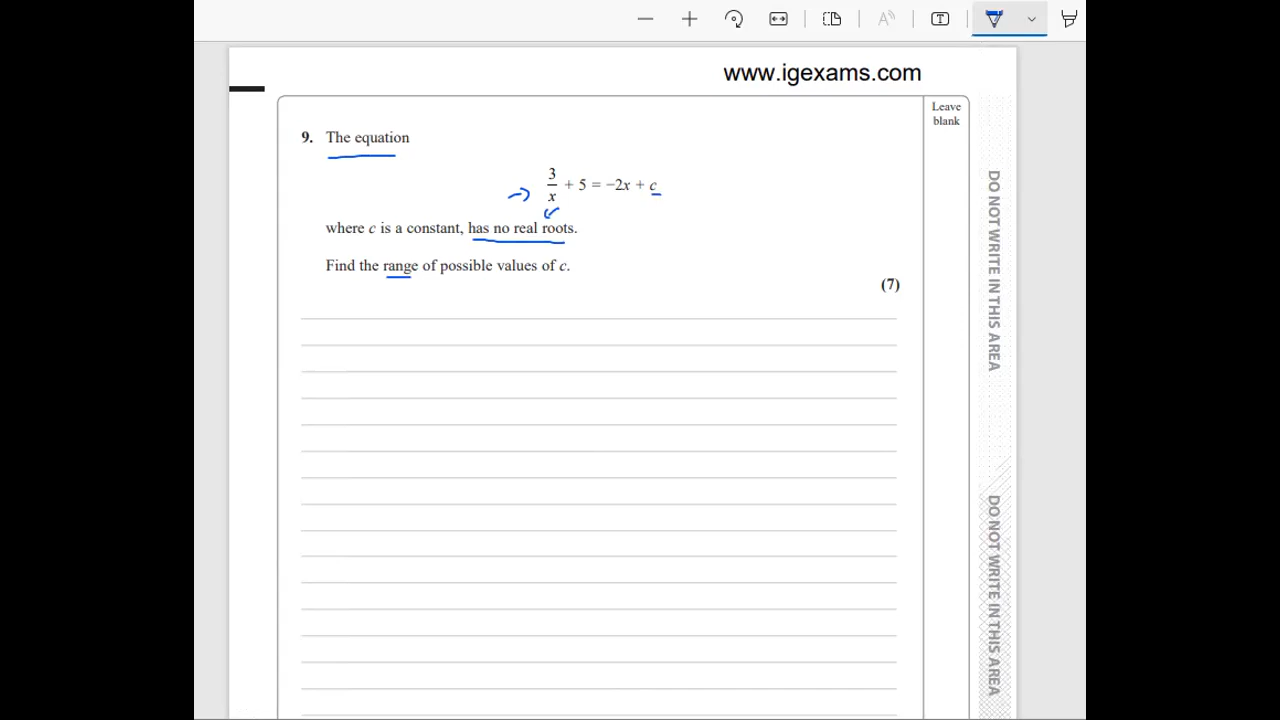 www.igexams.com
Leave
blank
9. The equation
3/x + 5 = −2x + c
where c is a constant, has no real roots.
Find the range of possible values of c.
(7)
DO NOT WRITE IN THIS AREA
DO NOT WRITE IN THIS AREA